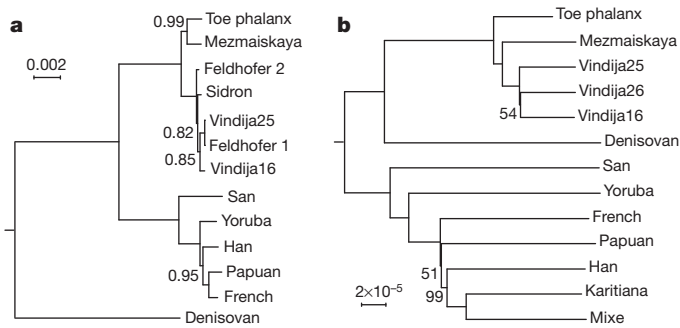 a
0.99
Toe phalanx
Mezmaiskaya
0.002
Feldhofer 2
Sidron
Vindija25
0.82
Feldhofer 1
0.85
Vindija16
San
Yoruba
Han
0.95
Papuan
French
Denisovan
b
Toe phalanx
Mezmaiskaya
Vindija25
Vindija26
54
Vindija16
Denisovan
San
Yoruba
French
Papuan
51
Han
2×10⁻⁵
99
Karitiana
Mixe